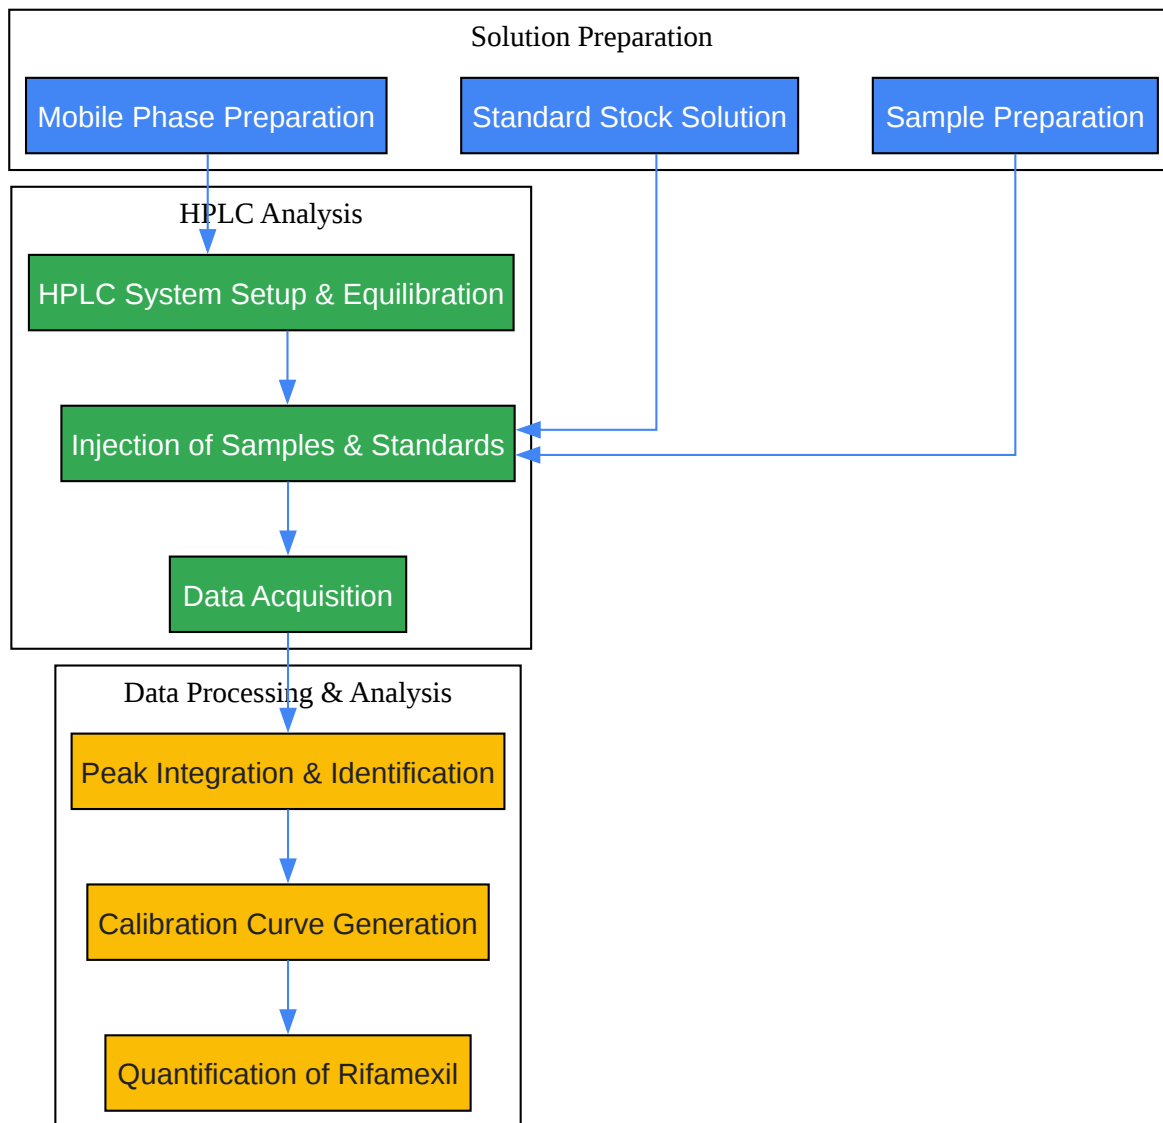 Solution Preparation
Mobile Phase Preparation
Standard Stock Solution
Sample Preparation
HPLC Analysis
HPLC System Setup & Equilibration
Injection of Samples & Standards
Data Acquisition
Data Processing & Analysis
Peak Integration & Identification
Calibration Curve Generation
Quantification of Rifamexil